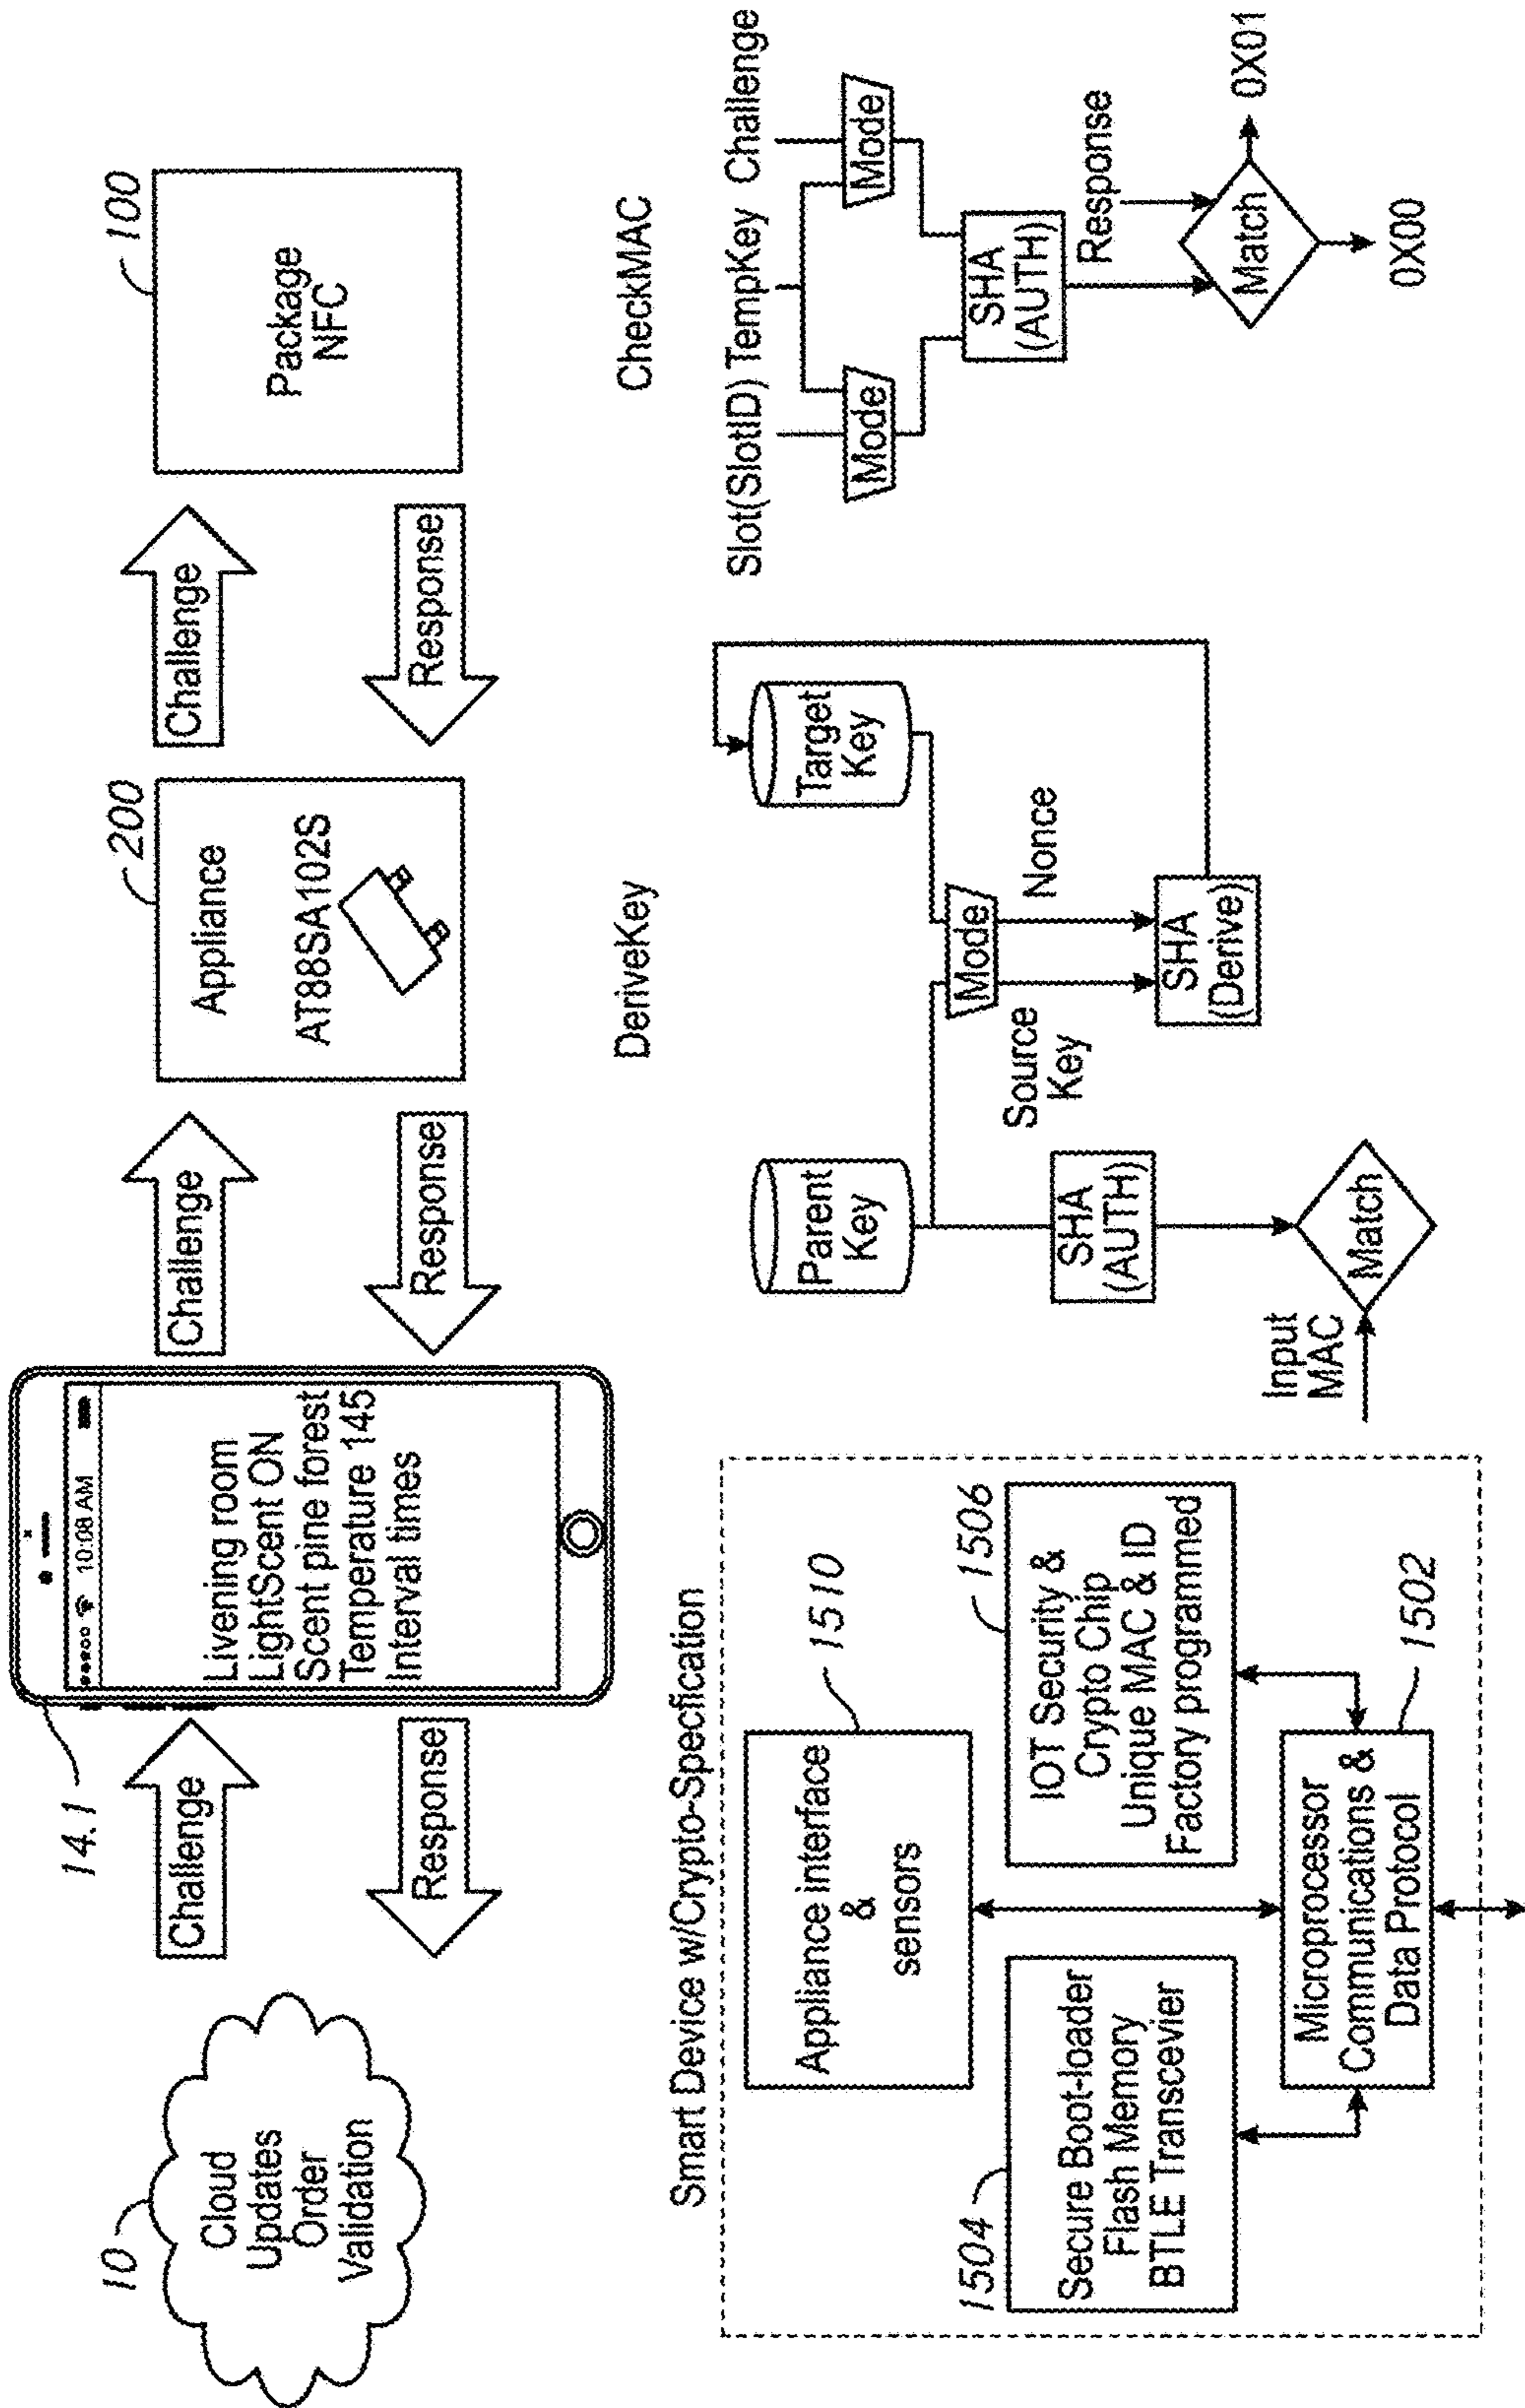 10
Cloud
Updates
Order
Validation
Challenge
Response
14.1
10:08 AM
Livening room
LightScent ON
Scent pine forest
Temperature 145
Interval times
Challenge
Response
200
Appliance
AT88SA102S
Challenge
Response
100
Package
NFC
Smart Device w/Crypto-Specfication
1510
Appliance interface
&
sensors
1504
Secure Boot-loader
Flash Memory
BTLE Transcevier
1506
IOT Security &
Crypto Chip
Unique MAC & ID
Factory programmed
1502
Microprocessor
Communications &
Data Protocol
DeriveKey
Parent
Key
Target
Key
Mode
Source
Key
Nonce
SHA
(AUTH)
SHA
(Derive)
Input
MAC
Match
CheckMAC
Slot(SlotID) TempKey Challenge
Mode
Mode
SHA
(AUTH)
Response
Match
0X01
0X00